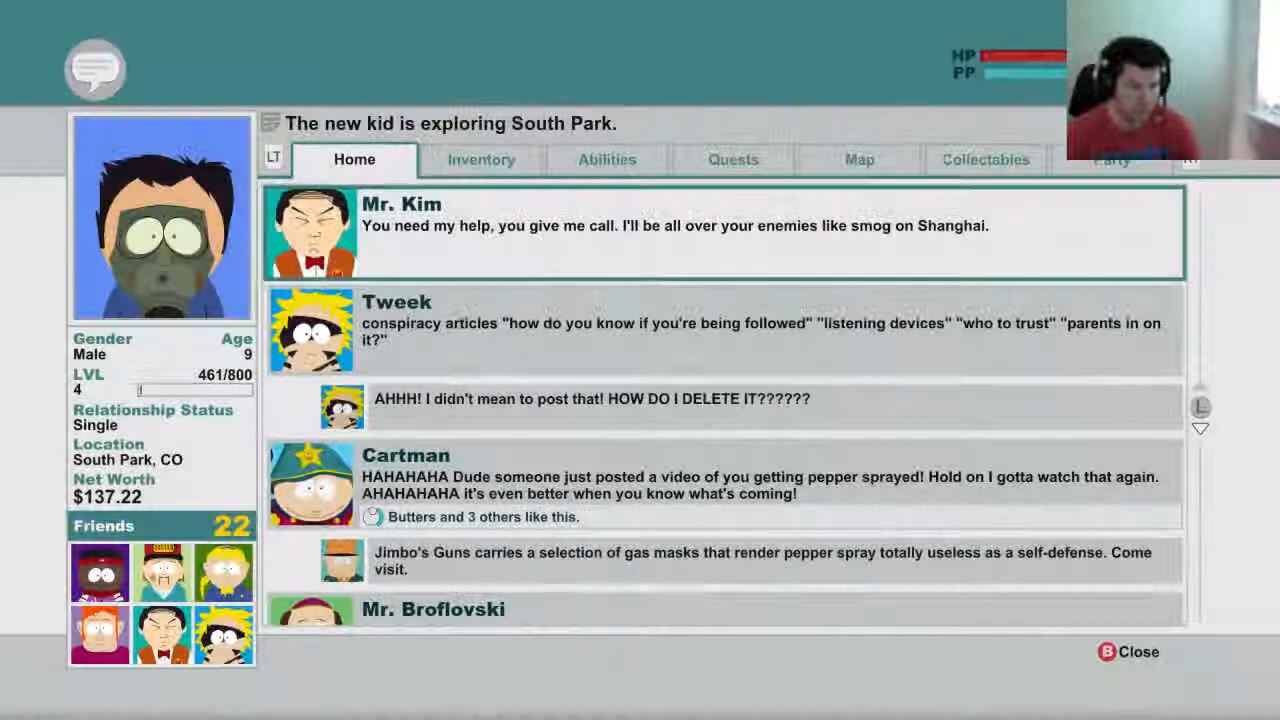 HP
PP
The new kid is exploring South Park.
LT
Home
Inventory
Abilities
Quests
Map
Collectables
Party
Mr. Kim
You need my help, you give me call. I'll be all over your enemies like smog on Shanghai.
Tweek
conspiracy articles "how do you know if you're being followed" "listening devices" "who to trust" "parents in on
it?"
AHHH! I didn't mean to post that! HOW DO I DELETE IT??????
Cartman
HAHAHAHA Dude someone just posted a video of you getting pepper sprayed! Hold on I gotta watch that again.
AHAHAHAHA it's even better when you know what's coming!
Butters and 3 others like this.
Jimbo's Guns carries a selection of gas masks that render pepper spray totally useless as a self-defense. Come
visit.
Mr. Broflovski
Gender Age
Male 9
LVL 461/800
4
Relationship Status
Single
Location
South Park, CO
Net Worth
$137.22
Friends 22
L
B Close